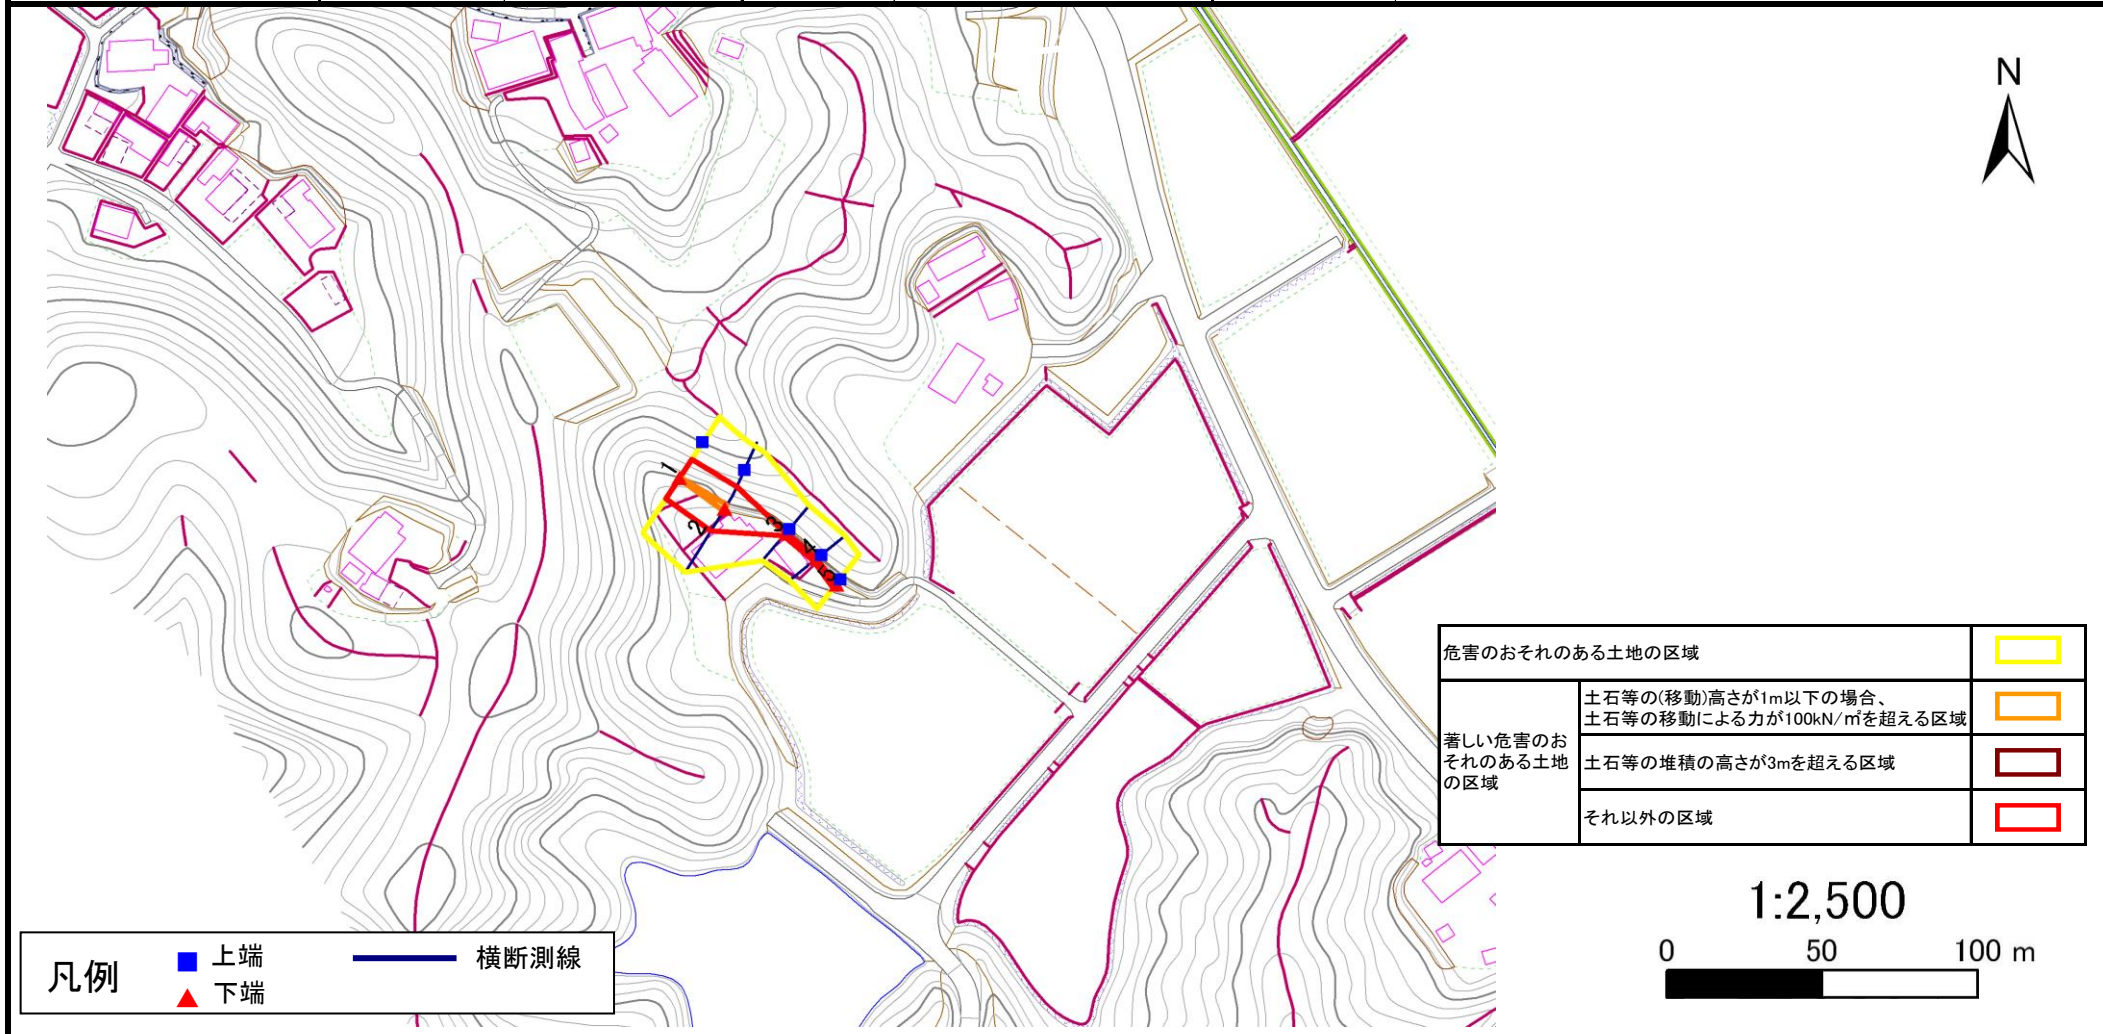 N
1
2
3
4
5
危害のおそれのある土地の区域
著しい危害のお
それのある土地
の区域
土石等の(移動)高さが1m以下の場合、
土石等の移動による力が100kN/㎡を超える区域
土石等の堆積の高さが3mを超える区域
それ以外の区域
1:2,500
0 50 100 m
凡例
上端
下端
横断測線